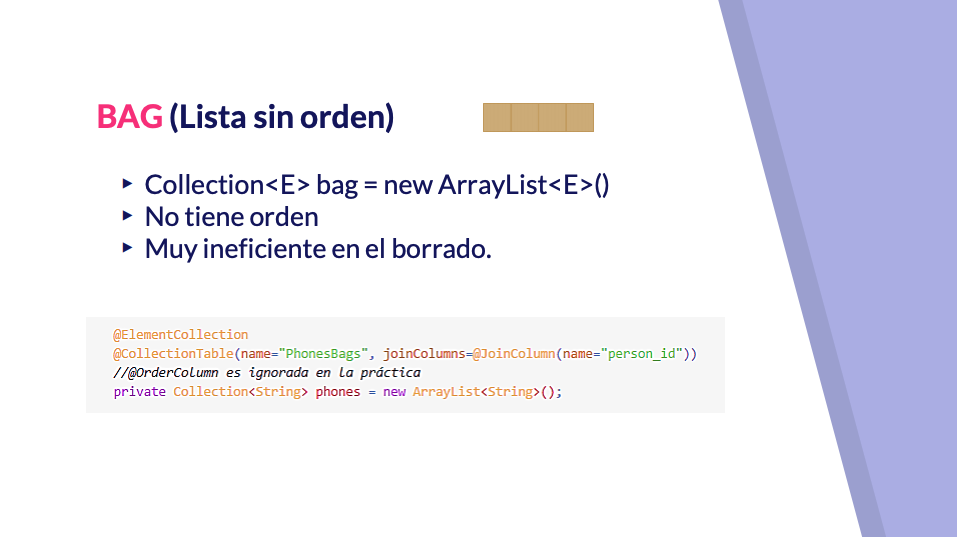 BAG (Lista sin orden)
▸ Collection<E> bag = new ArrayList<E>()
▸ No tiene orden
▸ Muy ineficiente en el borrado.
@ElementCollection
@CollectionTable(name="PhonesBags", joinColumns=@JoinColumn(name="person_id"))
//@OrderColumn es ignorada en la práctica
private Collection<String> phones = new ArrayList<String>();